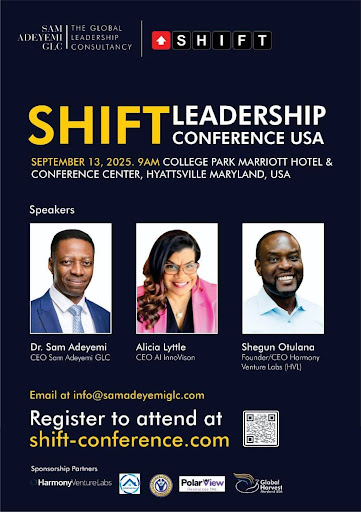 SAM
ADEYEMI
GLC
THE GLOBAL
LEADERSHIP
CONSULTANCY
SHIFT
SHIFT LEADERSHIP
CONFERENCE USA
SEPTEMBER 13, 2025. 9AM COLLEGE PARK MARRIOTT HOTEL &
CONFERENCE CENTER, HYATTSVILLE MARYLAND, USA
Speakers
Dr. Sam Adeyemi
CEO Sam Adeyemi GLC
Alicia Lyttle
CEO AI InnoVison
Shegun Otulana
Founder/CEO Harmony
Venture Labs (HVL)
Email at info@samadeyemiglc.com
Register to attend at
shift-conference.com
Sponsorship Partners
HarmonyVentureLabs
PolarView
Global
Harvest